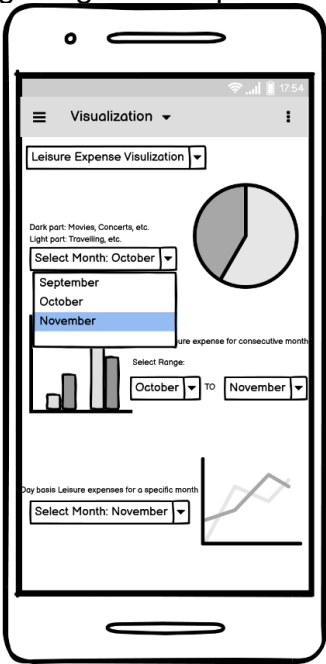 17:54
Visualization
Leisure Expense Visulization
Dark part: Movies, Concerts, etc.
Light part: Travelling, etc.
Select Month: October
September
October
November
ure expense for consecutive month
Select Range:
October TO November
Day basis Leisure expenses for a specific month
Select Month: November